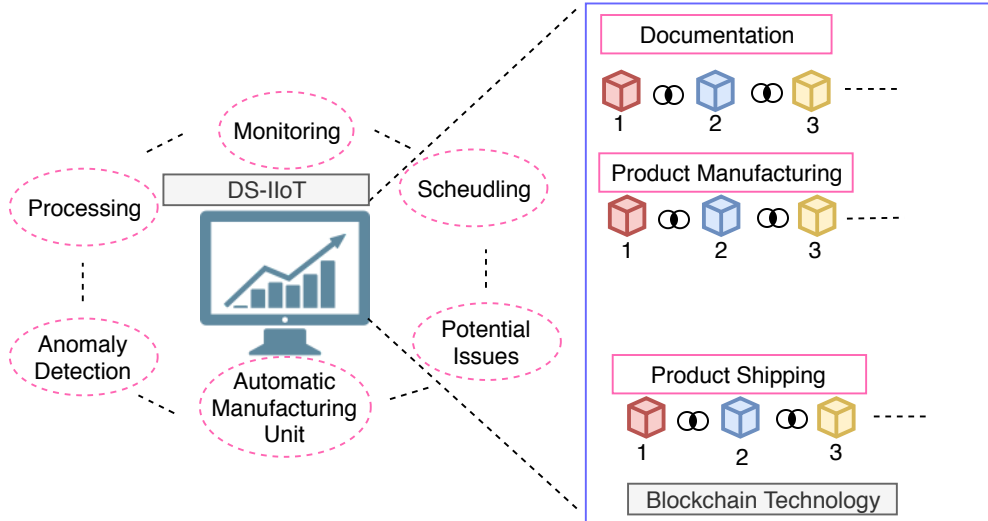 Monitoring
DS-IIoT
Scheudling
Processing
Potential
Issues
Anomaly
Detection
Automatic
Manufacturing
Unit
Documentation
1 2 3
Product Manufacturing
1 2 3
Product Shipping
1 2 3
Blockchain Technology